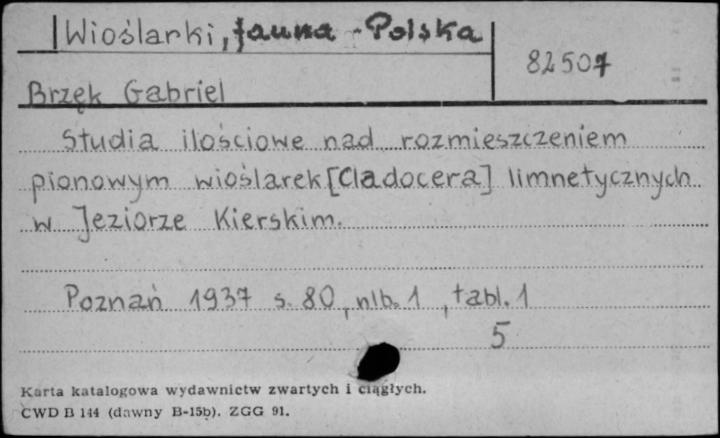 Wioślarki, fauna - Polska
82507
Brzęk Gabriel
Studia ilościowe nad rozmieszczeniem
pionowym wioślarek [Cladocera] limnetycznych
w Jeziorze Kierskim.
Poznań 1937 s. 80, nlb. 1, tabl. 1
5
Karta katalogowa wydawnictw zwartych i ciągłych.
CWD B 144 (dawny B-15b). ZGG 91.